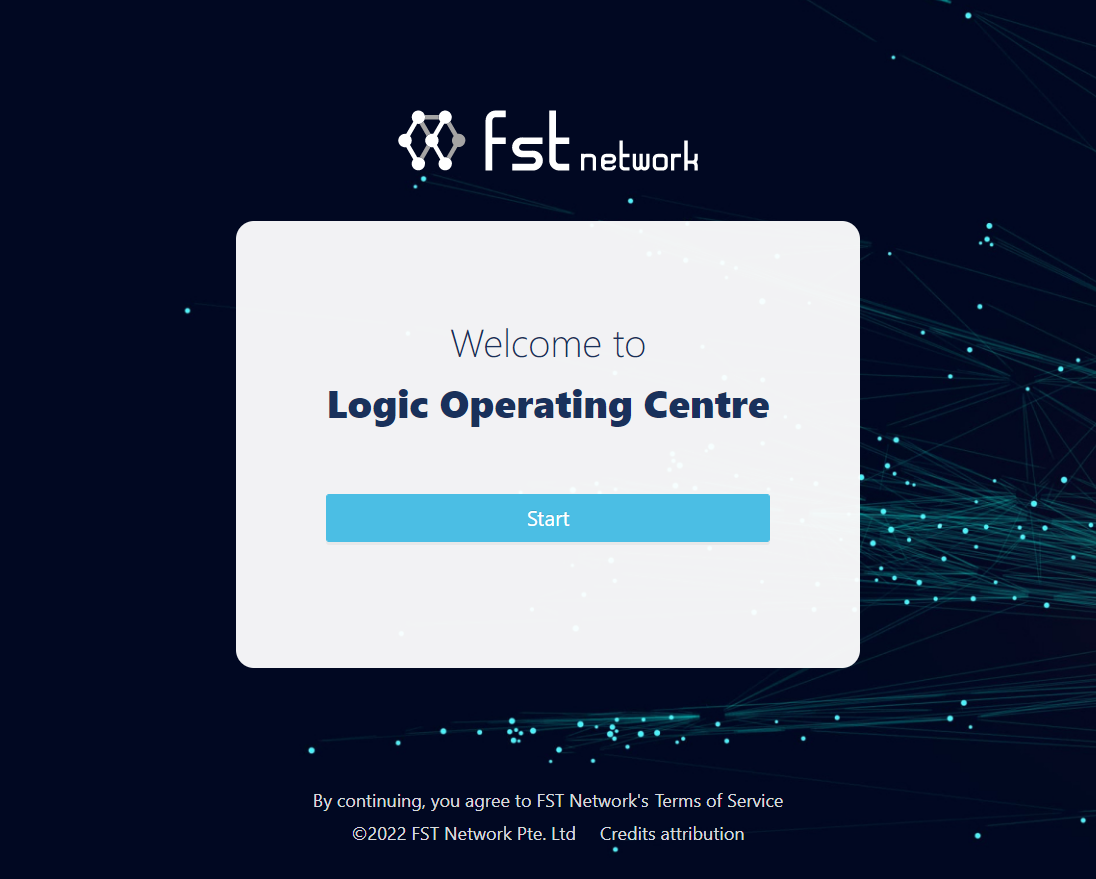 fst network
Welcome to
Logic Operating Centre
Start
By continuing, you agree to FST Network's Terms of Service
©2022 FST Network Pte. Ltd Credits attribution